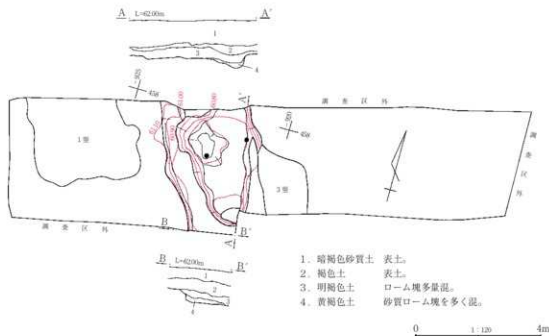 A L=62.00m A'
1
2
3
4
A'
調査区外
1竪
3竪
調査区外
調査区外
B B'
A
B L=62.00m B'
1
2
4
1. 暗褐色砂質土 表土。
2. 褐色土 表土。
3. 明褐色土 ローム塊多量混。
4. 黄褐色土 砂質ローム塊を多く混。
0 1:120 4m